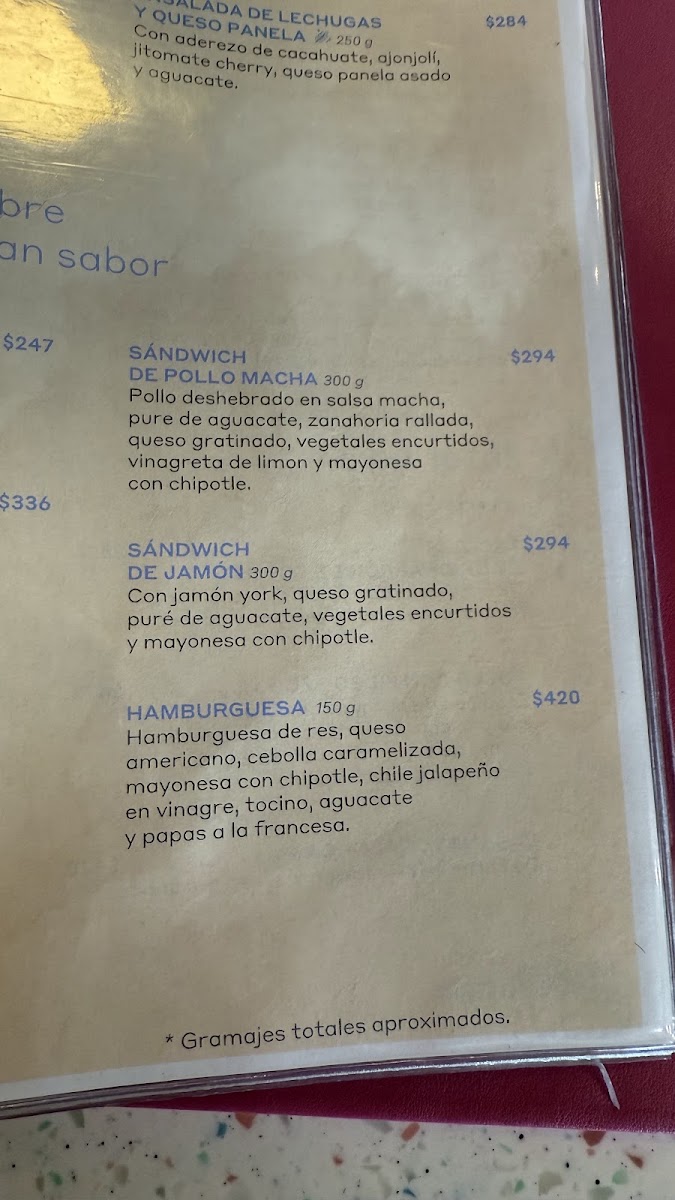 SALADA DE LECHUGAS
Y QUESO PANELA 250 g
$284
Con aderezo de cacahuate, ajonjolí,
jitomate cherry, queso panela asado
y aguacate.
bre
an sabor
$247
$336
SÁNDWICH
DE POLLO MACHA 300 g
$294
Pollo deshebrado en salsa macha,
pure de aguacate, zanahoria rallada,
queso gratinado, vegetales encurtidos,
vinagreta de limon y mayonesa
con chipotle.
SÁNDWICH
DE JAMÓN 300 g
$294
Con jamón york, queso gratinado,
puré de aguacate, vegetales encurtidos
y mayonesa con chipotle.
HAMBURGUESA 150 g
$420
Hamburguesa de res, queso
americano, cebolla caramelizada,
mayonesa con chipotle, chile jalapeño
en vinagre, tocino, aguacate
y papas a la francesa.
* Gramajes totales aproximados.